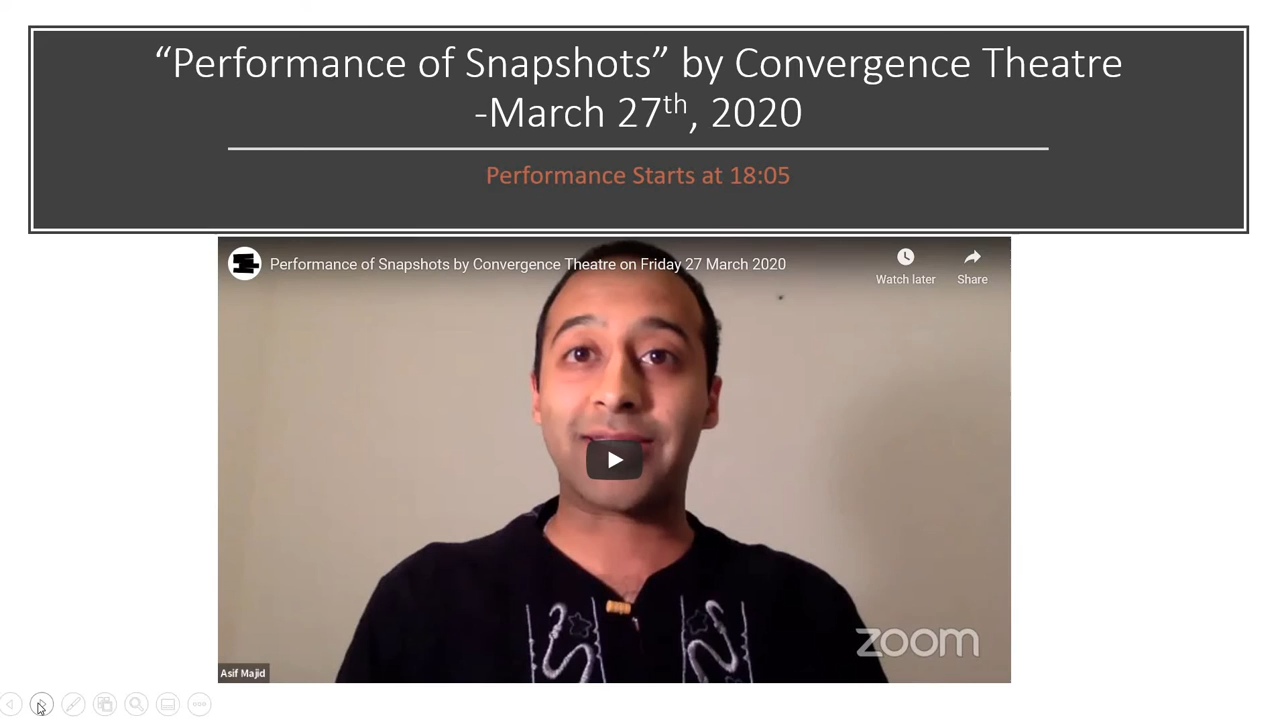 “Performance of Snapshots” by Convergence Theatre
-March 27th, 2020
Performance Starts at 18:05
Performance of Snapshots by Convergence Theatre on Friday 27 March 2020
Watch later
Share
zoom
Asif Majid